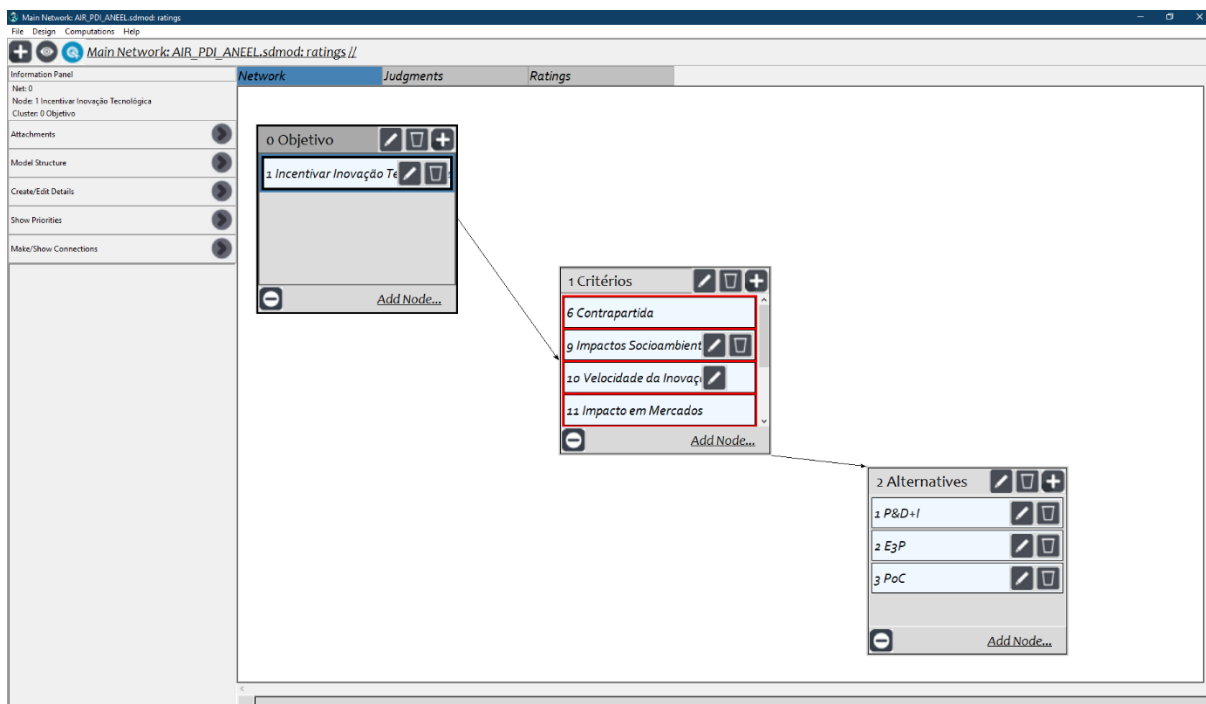 Main Network: AIR_PDI_ANEEL.sdmod: ratings
File Design Computations Help
Main Network: AIR_PDI_ANEEL.sdmod: ratings //
Information Panel
Net: 0
Node: 1 Incentivar Inovação Tecnológica
Cluster: 0 Objetivo
Attachments
Model Structure
Create/Edit Details
Show Priorities
Make/Show Connections
Network Judgments Ratings
0 Objetivo
1 Incentivar Inovação Te
Add Node...
1 Critérios
6 Contrapartida
9 Impactos Socioambient
10 Velocidade da Inovaç
11 Impacto em Mercados
Add Node...
2 Alternatives
1 P&D+I
2 E3P
3 PoC
Add Node...